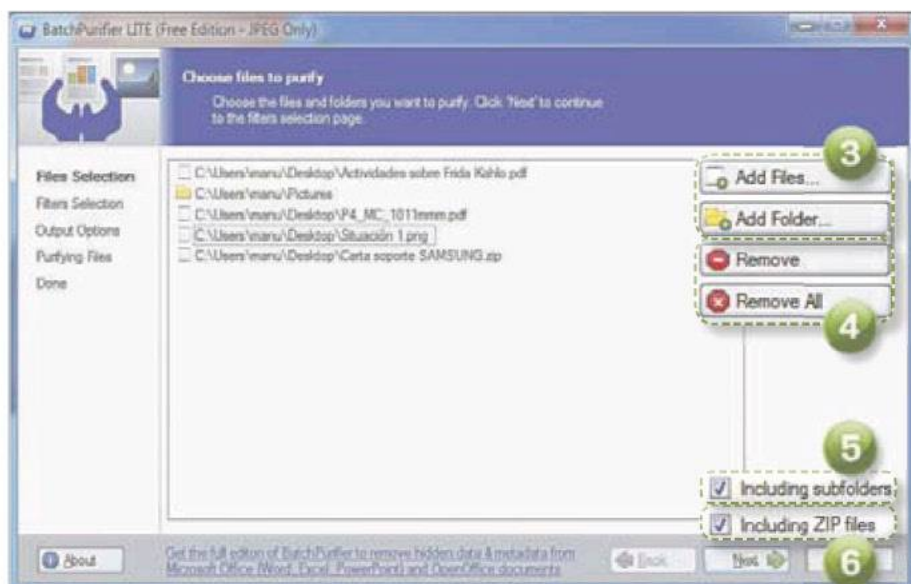 BatchPurifier LITE (Free Edition - JPEG Only)
Choose files to purify
Choose the files and folders you want to purify. Click 'Next' to continue
to the filters selection page.
Files Selection
Filters Selection
Output Options
Purifying Files
Done
C:\Users\manu\Desktop\Actividades sobre Frida Kahlo.pdf
C:\Users\manu\Pictures
C:\Users\manu\Desktop\P4_MC_1011mmm.pdf
C:\Users\manu\Desktop\Situación 1.png
C:\Users\manu\Desktop\Carta soporte SAMSUNG.zip
3
Add Files...
Add Folder...
Remove
Remove All
4
5
Including subfolders
Including ZIP files
About
Get the full editon of BatchPurifier to remove hidden data & metadata from
Microsoft Office (Word, Excel, PowerPoint) and OpenOffice documents
Back
Next
6